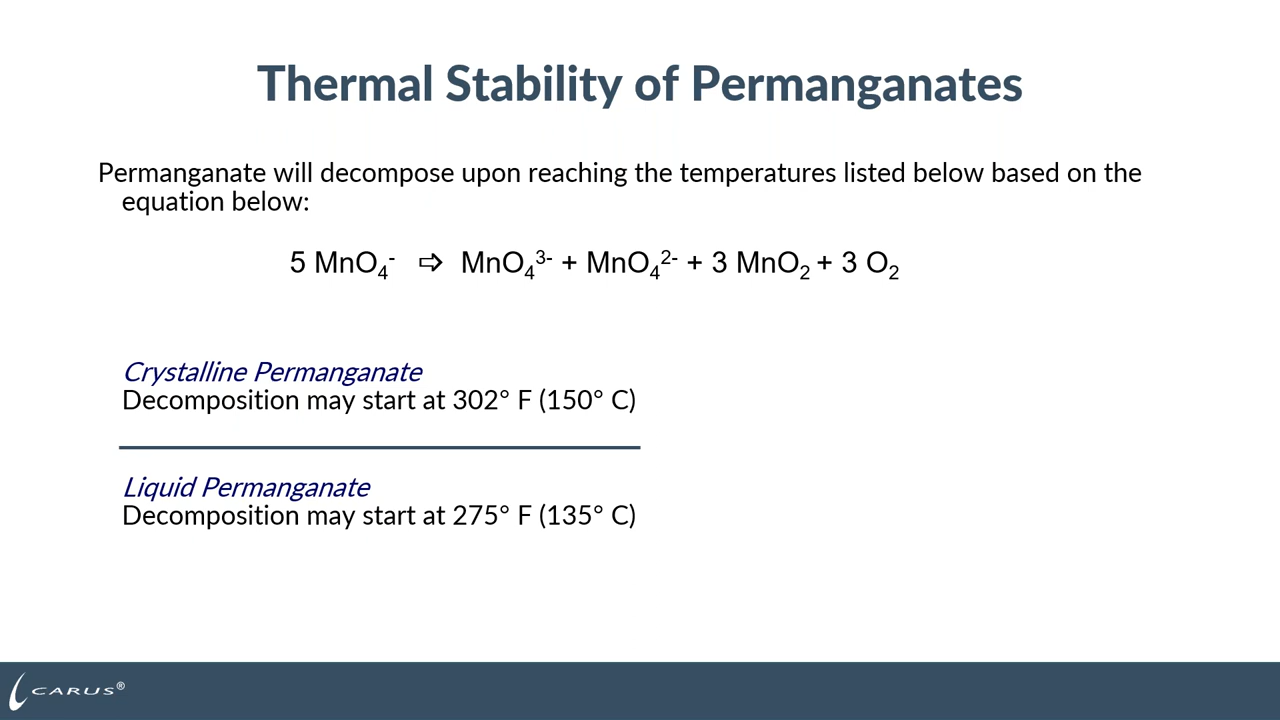 Thermal Stability of Permanganates
Permanganate will decompose upon reaching the temperatures listed below based on the
equation below:
5 MnO₄⁻ ⇨ MnO₄³⁻ + MnO₄²⁻ + 3 MnO₂ + 3 O₂
Crystalline Permanganate
Decomposition may start at 302° F (150° C)
Liquid Permanganate
Decomposition may start at 275° F (135° C)
CARUS®